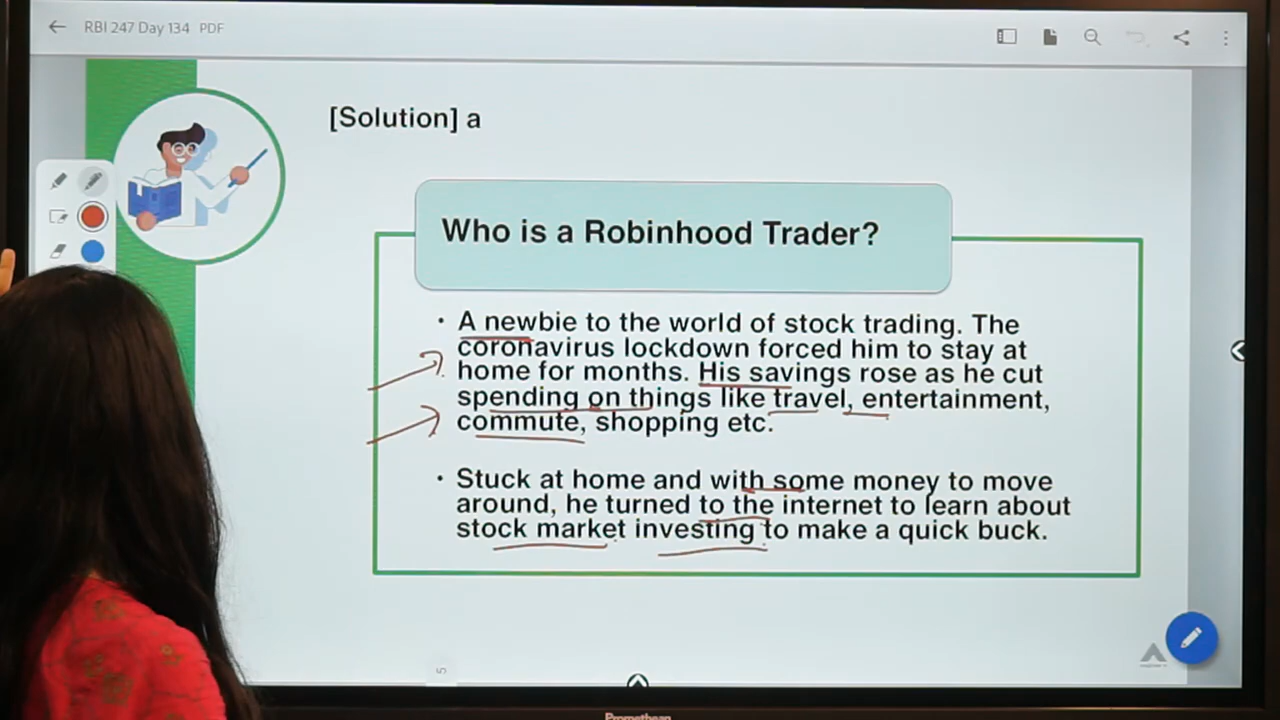 RBI 247 Day 134 PDF
[Solution] a
Who is a Robinhood Trader?
• A newbie to the world of stock trading. The
coronavirus lockdown forced him to stay at
home for months. His savings rose as he cut
spending on things like travel, entertainment,
commute, shopping etc.
• Stuck at home and with some money to move
around, he turned to the internet to learn about
stock market investing to make a quick buck.
5
Promethean